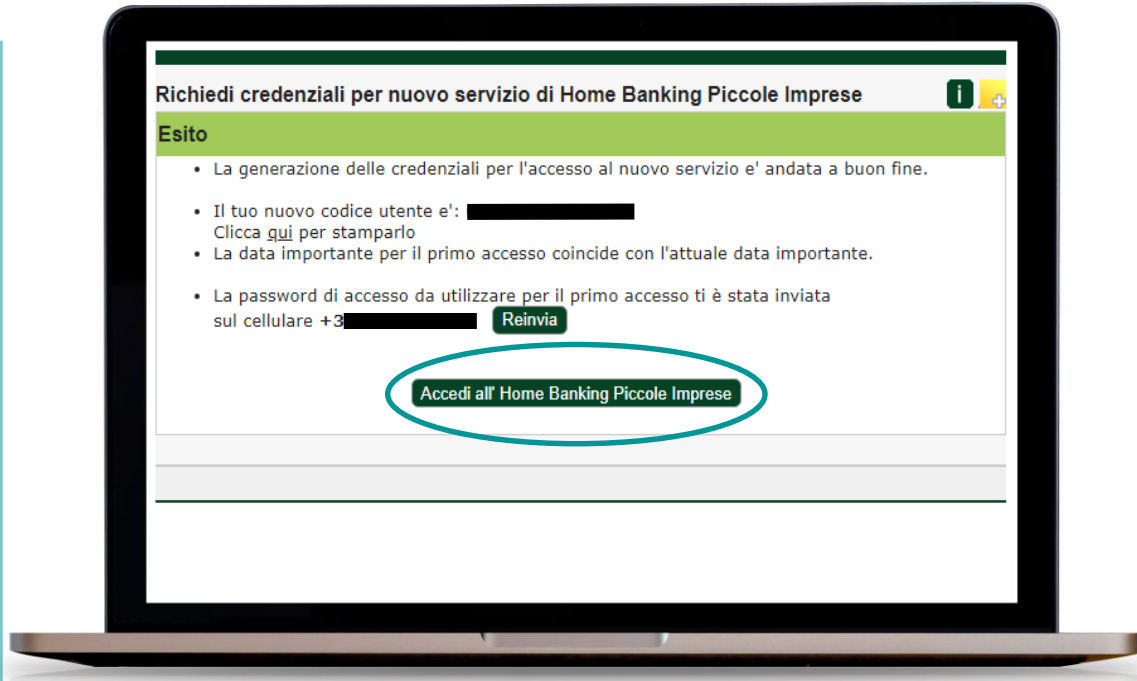 Richiedi credenziali per nuovo servizio di Home Banking Piccole Imprese i
Esito
• La generazione delle credenziali per l'accesso al nuovo servizio e' andata a buon fine.
• Il tuo nuovo codice utente e':
Clicca qui per stamparlo
• La data importante per il primo accesso coincide con l'attuale data importante.
• La password di accesso da utilizzare per il primo accesso ti è stata inviata
sul cellulare +3 Reinvia
Accedi all' Home Banking Piccole Imprese